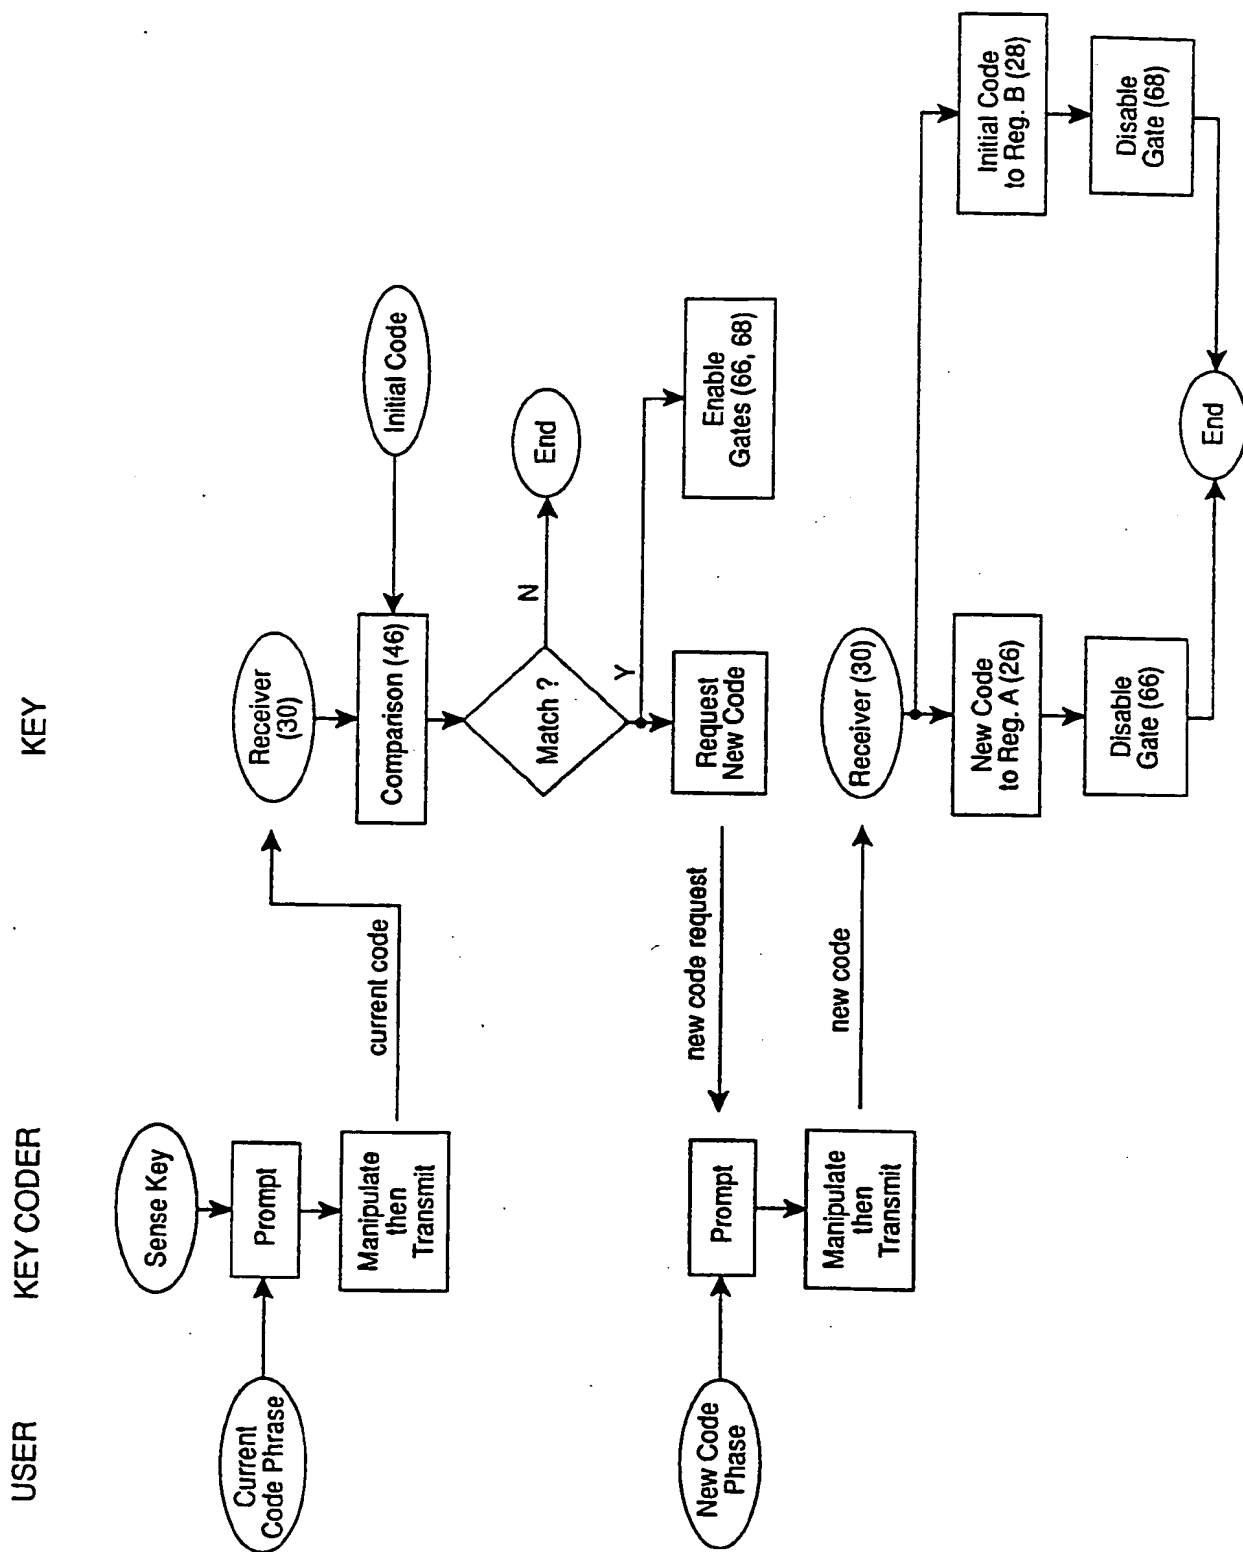 USER
KEY CODER
KEY
Sense Key
Current
Code Phrase
Prompt
Manipulate
then
Transmit
current code
Receiver
(30)
Initial Code
Comparison (46)
Match ?
N
End
Y
Request
New Code
Enable
Gates (66, 68)
new code request
New Code
Phase
Prompt
Manipulate
then
Transmit
new code
Receiver (30)
New Code
to Reg. A (26)
Initial Code
to Reg. B (28)
Disable
Gate (66)
Disable
Gate (68)
End